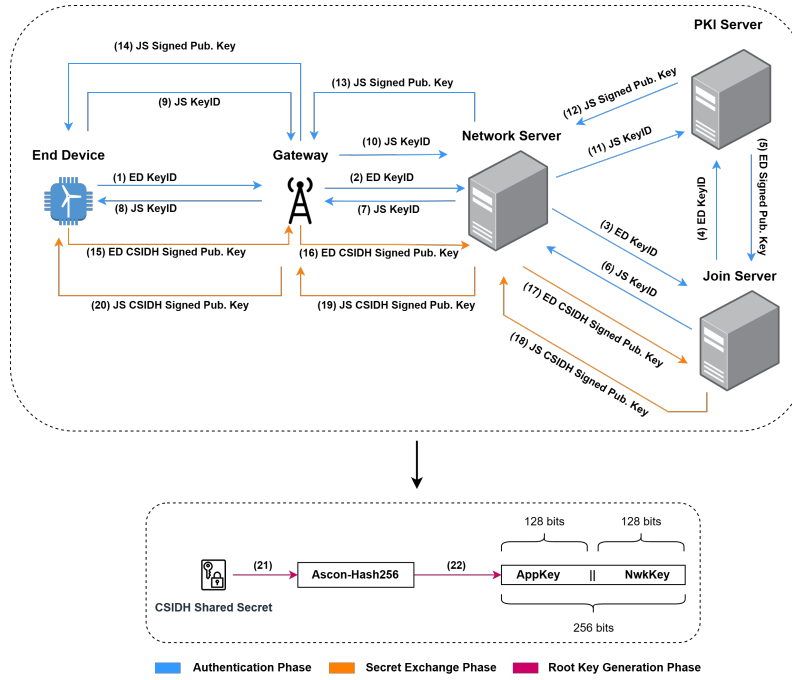 PKI Server
(14) JS Signed Pub. Key
(13) JS Signed Pub. Key
(12) JS Signed Pub. Key
(9) JS KeyID
(10) JS KeyID
Network Server
(11) JS KeyID
End Device
Gateway
(1) ED KeyID
(2) ED KeyID
(8) JS KeyID
(7) JS KeyID
(3) ED KeyID
(4) ED KeyID
(5) ED Signed Pub. Key
(6) JS KeyID
Join Server
(15) ED CSIDH Signed Pub. Key
(16) ED CSIDH Signed Pub. Key
(17) ED CSIDH Signed Pub. Key
(20) JS CSIDH Signed Pub. Key
(19) JS CSIDH Signed Pub. Key
(18) JS CSIDH Signed Pub. Key
128 bits
128 bits
(21)
Ascon-Hash256
(22)
AppKey || NwkKey
CSIDH Shared Secret
256 bits
Authentication Phase
Secret Exchange Phase
Root Key Generation Phase